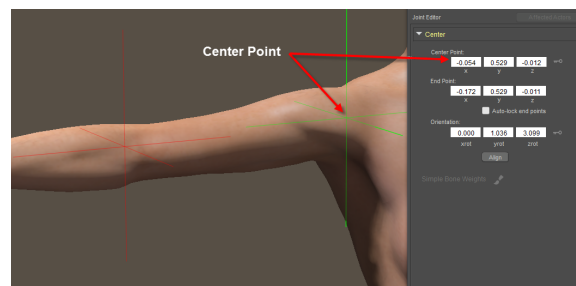 Joint Editor
Center
Center Point
Center Point:
-0.054 0.529 -0.012
x y z
End Point:
-0.172 0.529 -0.011
x y z
Auto-lock end points
Orientation:
0.000 1.036 3.099
xrot yrot zrot
Align
Simple Bone Weights